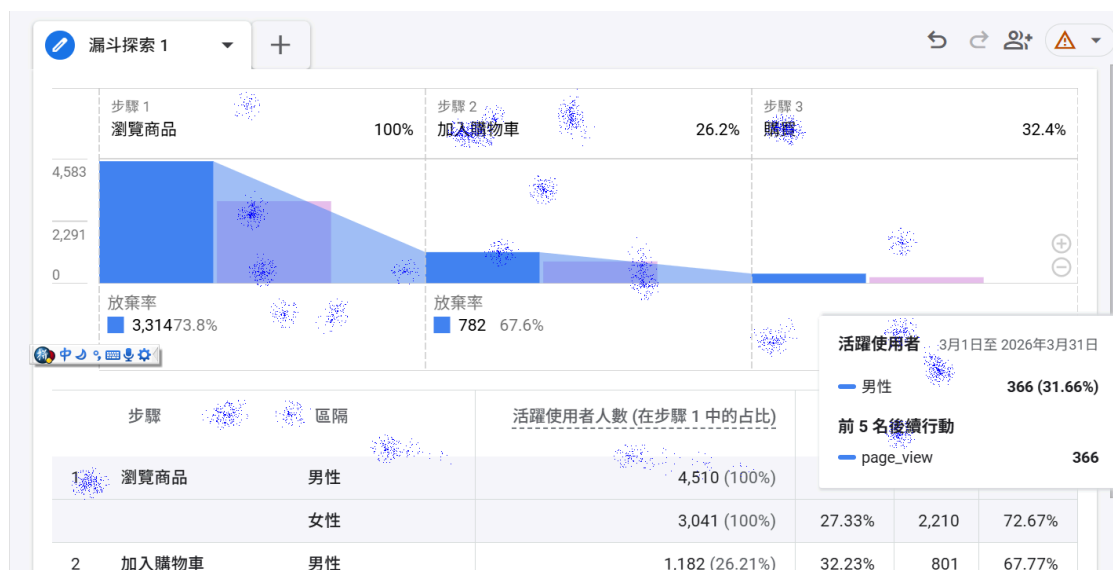 漏斗探索 1
步驟 1
瀏覽商品 100%
步驟 2
加入購物車 26.2%
步驟 3
購買 32.4%
4,583
2,291
0
放棄率
3,314 73.8%
放棄率
782 67.6%
中
活躍使用者 3月1日至 2026年3月31日
男性 366 (31.66%)
前 5 名後續行動
page_view 366
步驟 區隔 活躍使用者人數 (在步驟 1 中的占比)
1 瀏覽商品 男性 4,510 (100%)
女性 3,041 (100%) 27.33% 2,210 72.67%
2 加入購物車 男性 1,182 (26.21%) 32.23% 801 67.77%